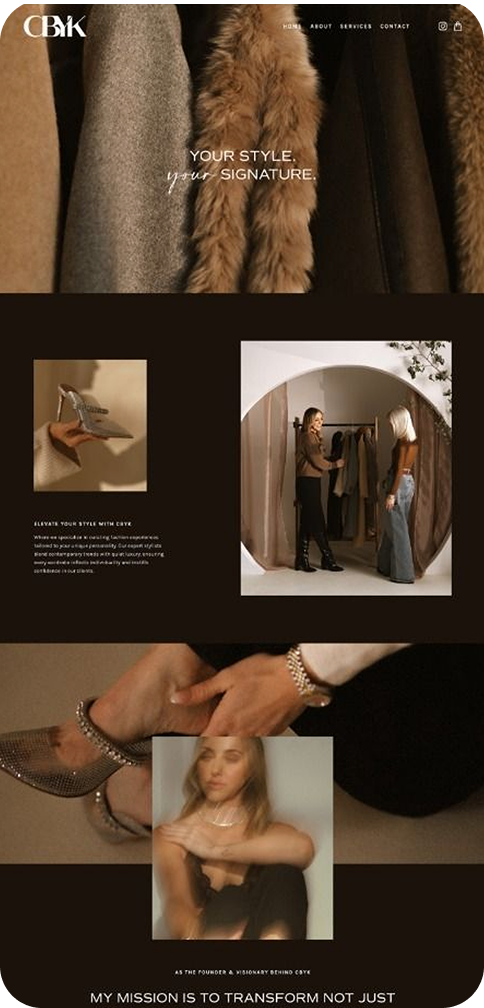 CBYK
HOME ABOUT SERVICES CONTACT
YOUR STYLE,
your SIGNATURE.
ELEVATE YOUR STYLE WITH CBYK
Where we specialize in curating fashion experiences
tailored to your unique personality. Our expert stylists
blend contemporary trends with quiet luxury, ensuring
every wardrobe reflects individuality and instills
confidence in our clients.
AS THE FOUNDER & VISIONARY BEHIND CBYK
MY MISSION IS TO TRANSFORM NOT JUST